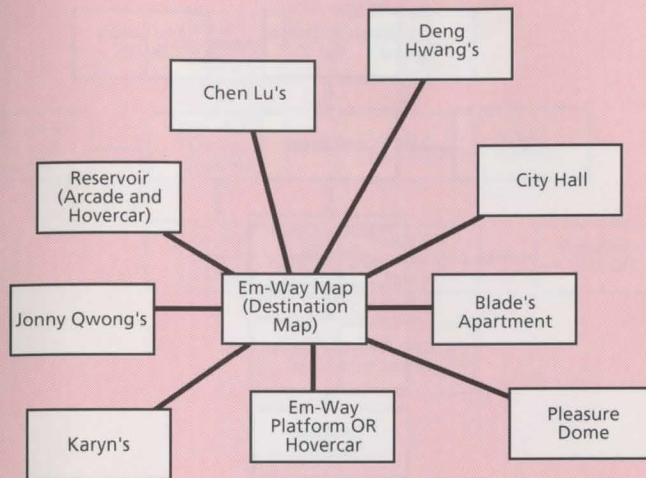 Deng
Hwang's
Chen Lu's
City Hall
Reservoir
(Arcade and
Hovercar)
Em-Way Map
(Destination
Map)
Jonny Qwong's
Blade's
Apartment
Em-Way
Platform OR
Hovercar
Pleasure
Dome
Karyn's